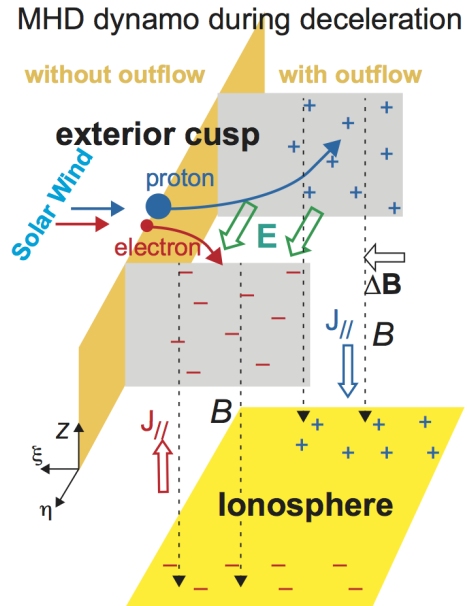 MHD dynamo during deceleration
without outflow
with outflow
exterior cusp
Solar Wind
proton
E
electron
ΔB
J//
B
B
J//
Z
ξ
η
Ionosphere